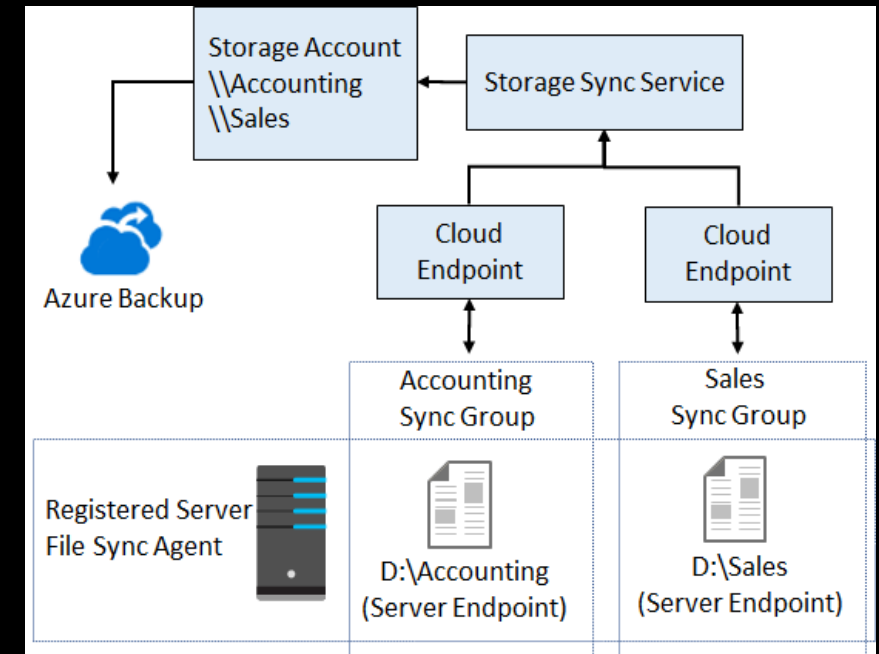 Storage Account
\\Accounting
\\Sales
Storage Sync Service
Cloud
Endpoint
Cloud
Endpoint
Azure Backup
Accounting
Sync Group
Sales
Sync Group
Registered Server
File Sync Agent
D:\Accounting
(Server Endpoint)
D:\Sales
(Server Endpoint)